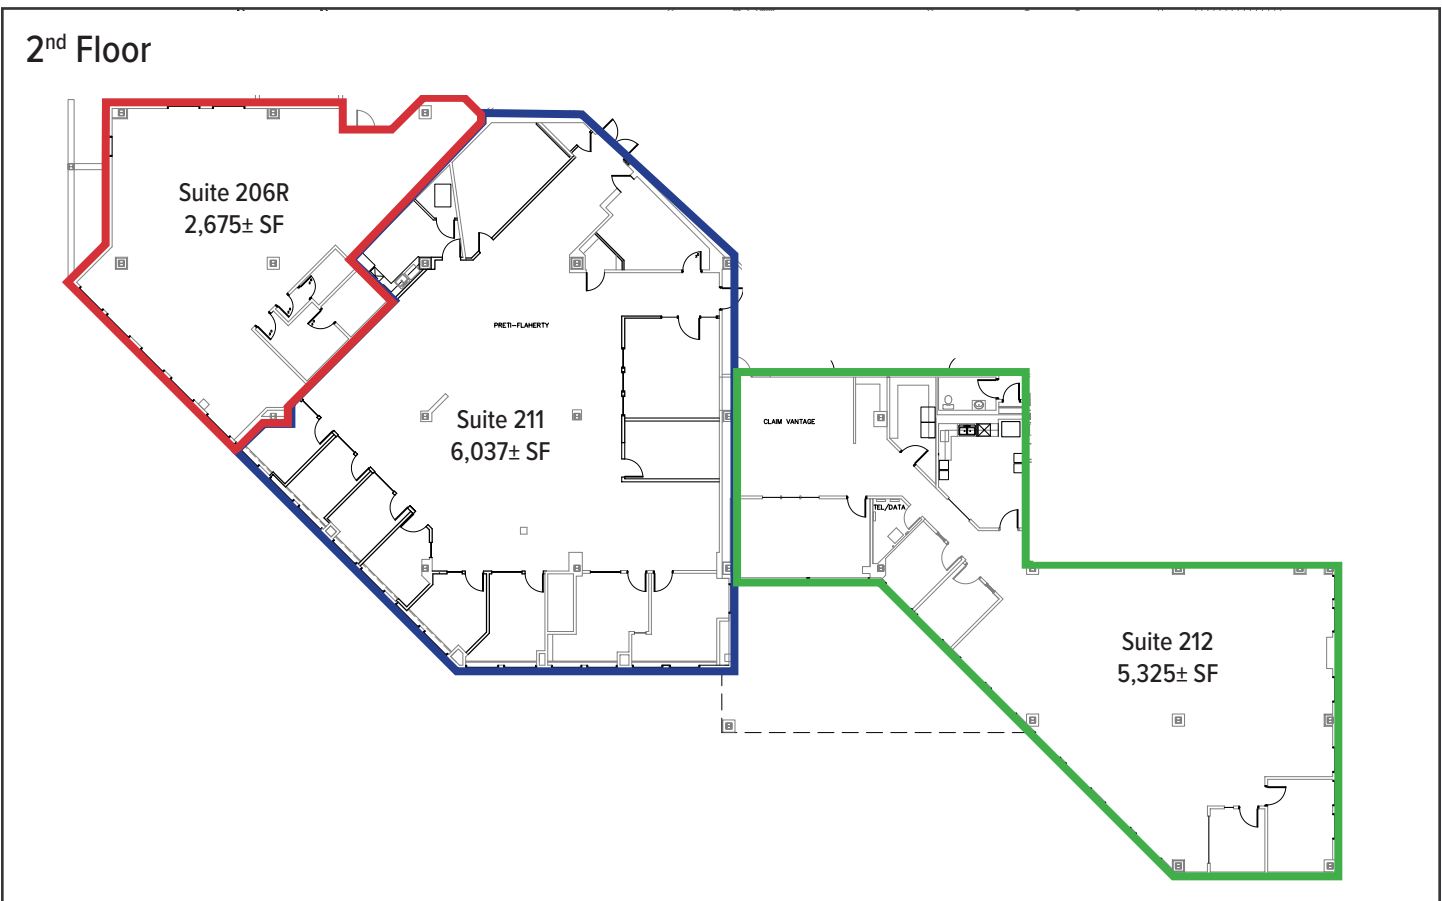 2nd Floor
Suite 206R
2,675± SF
PRETI-FLAHERTY
Suite 211
6,037± SF
CLAIM VANTAGE
TEL/DATA
Suite 212
5,325± SF